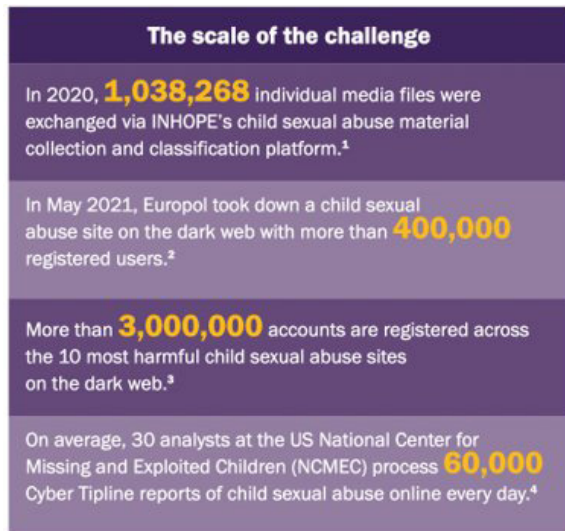 The scale of the challenge
In 2020, 1,038,268 individual media files were
exchanged via INHOPE's child sexual abuse material
collection and classification platform.¹
In May 2021, Europol took down a child sexual
abuse site on the dark web with more than 400,000
registered users.²
More than 3,000,000 accounts are registered across
the 10 most harmful child sexual abuse sites
on the dark web.³
On average, 30 analysts at the US National Center for
Missing and Exploited Children (NCMEC) process 60,000
Cyber Tipline reports of child sexual abuse online every day.⁴